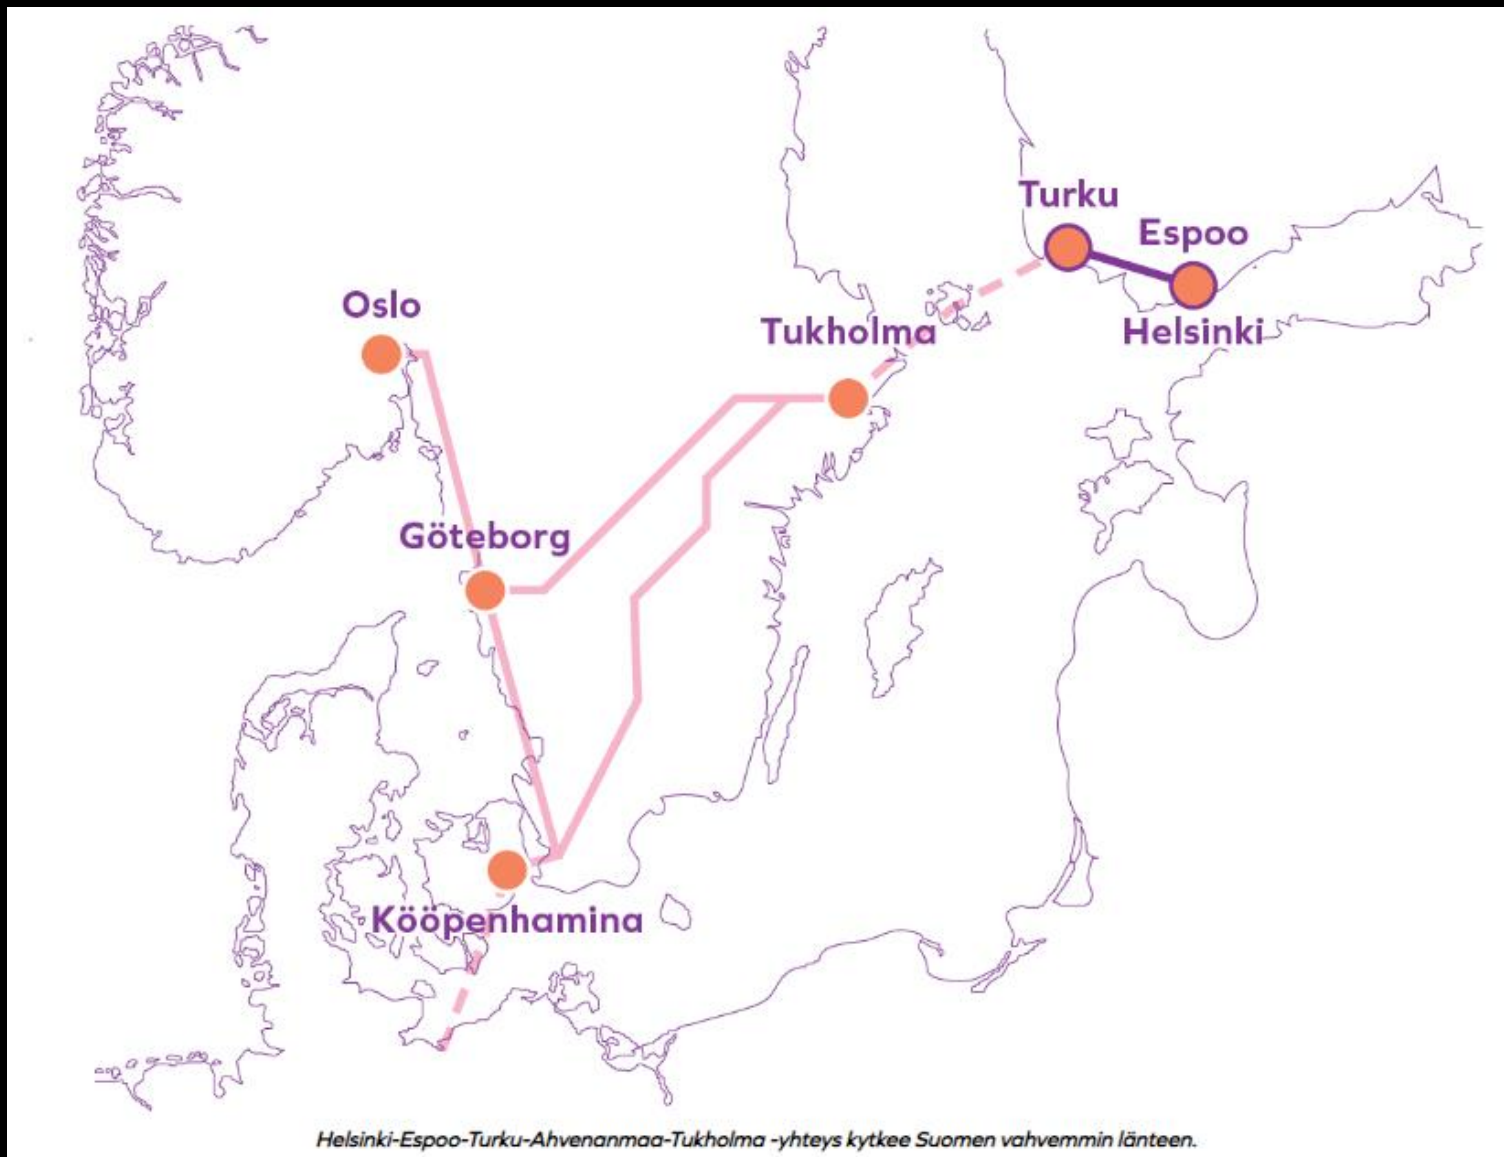 Turku
Espoo
Oslo
Tukholma
Helsinki
Göteborg
Kööpenhamina
Helsinki-Espoo-Turku-Ahvenanmaa-Tukholma -yhteys kytkee Suomen vahvemmin länteen.